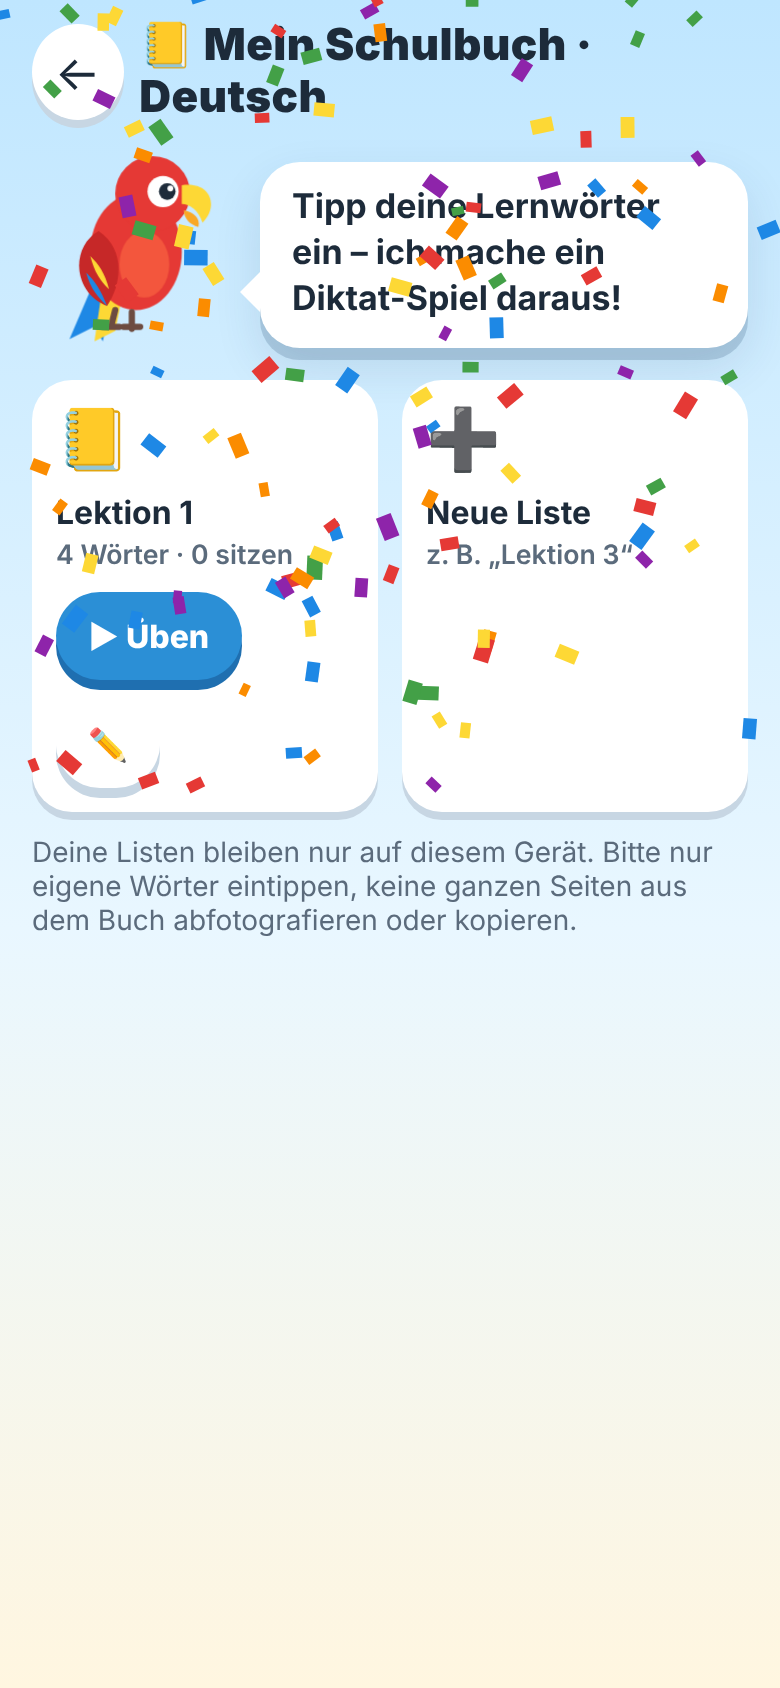 📒 Mein Schulbuch ·
Deutsch
Tipp deine Lernwörter
ein – ich mache ein
Diktat-Spiel daraus!
Lektion 1
4 Wörter · 0 sitzen
▶ Üben
Neue Liste
z. B. „Lektion 3“
Deine Listen bleiben nur auf diesem Gerät. Bitte nur
eigene Wörter eintippen, keine ganzen Seiten aus
dem Buch abfotografieren oder kopieren.